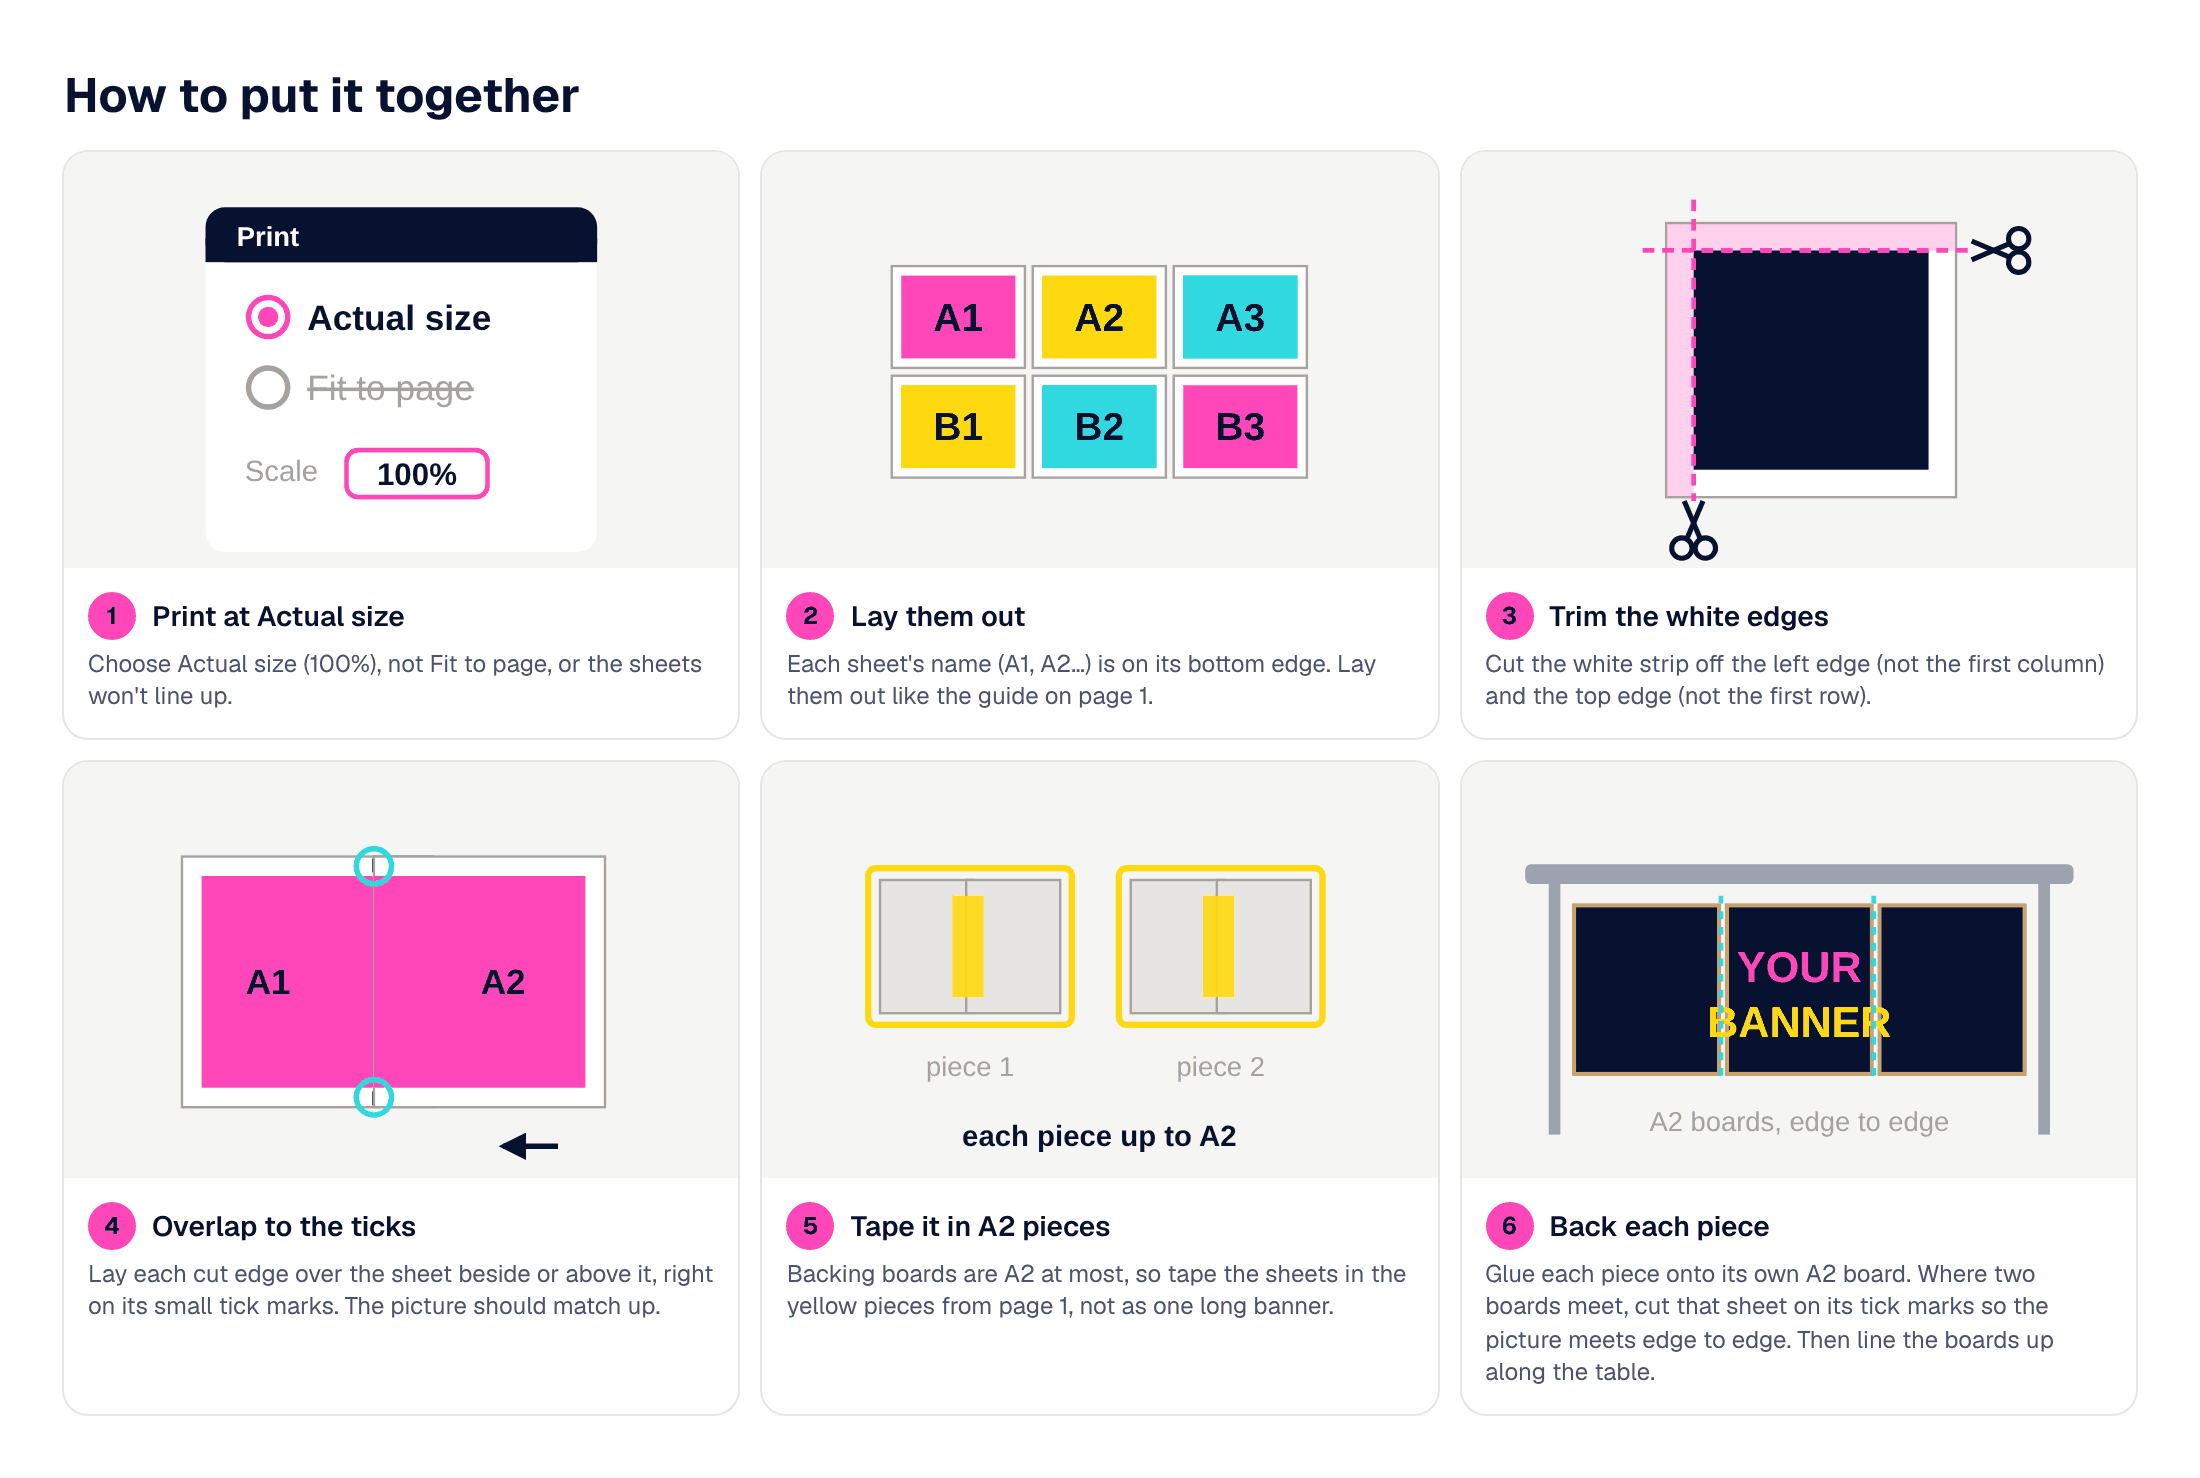 How to put it together
Print
Actual size
Fit to page
Scale
100%
1 Print at Actual size
Choose Actual size (100%), not Fit to page, or the sheets
won't line up.
A1 A2 A3
B1 B2 B3
2 Lay them out
Each sheet's name (A1, A2...) is on its bottom edge. Lay
them out like the guide on page 1.
3 Trim the white edges
Cut the white strip off the left edge (not the first column)
and the top edge (not the first row).
A1 A2
4 Overlap to the ticks
Lay each cut edge over the sheet beside or above it, right
on its small tick marks. The picture should match up.
piece 1 piece 2
each piece up to A2
5 Tape it in A2 pieces
Backing boards are A2 at most, so tape the sheets in the
yellow pieces from page 1, not as one long banner.
YOUR
BANNER
A2 boards, edge to edge
6 Back each piece
Glue each piece onto its own A2 board. Where two
boards meet, cut that sheet on its tick marks so the
picture meets edge to edge. Then line the boards up
along the table.